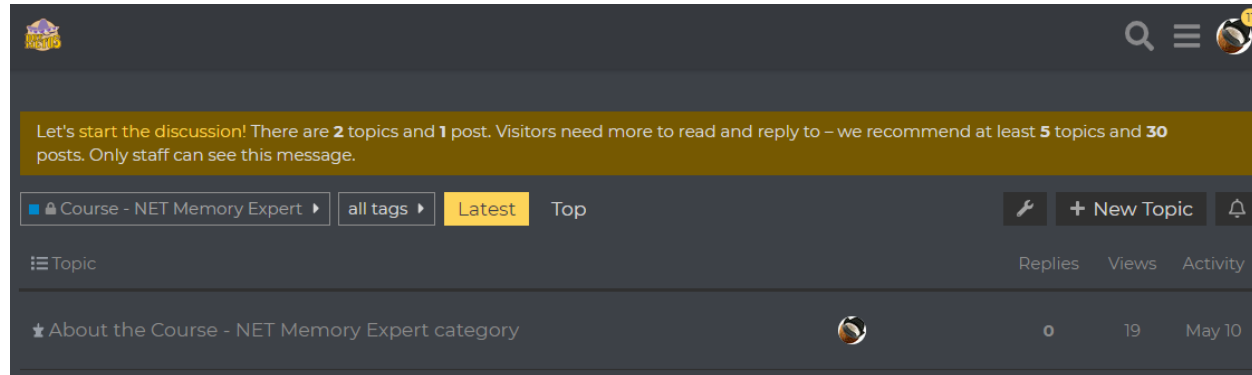 Let's start the discussion! There are 2 topics and 1 post. Visitors need more to read and reply to – we recommend at least 5 topics and 30
posts. Only staff can see this message.
Course - NET Memory Expert all tags Latest Top + New Topic
Topic Replies Views Activity
About the Course - NET Memory Expert category 0 19 May 10